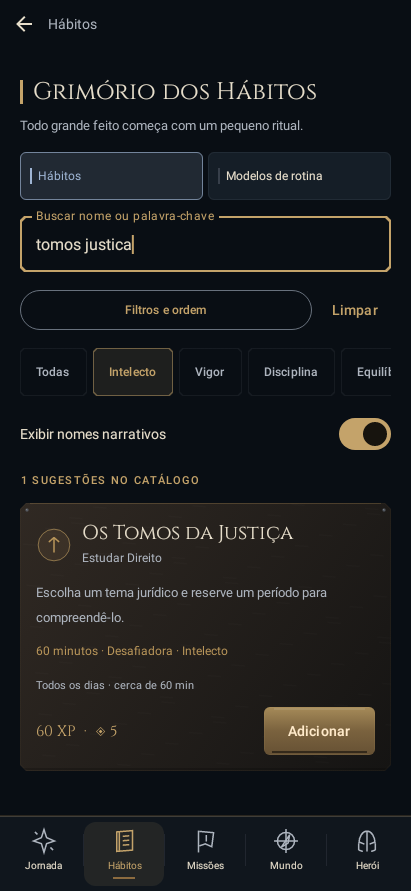 Hábitos
Grimório dos Hábitos
Todo grande feito começa com um pequeno ritual.
Hábitos
Modelos de rotina
Buscar nome ou palavra-chave
tomos justica
Filtros e ordem
Limpar
Todas
Intelecto
Vigor
Disciplina
Equilíb
Exibir nomes narrativos
1 SUGESTÕES NO CATÁLOGO
Os Tomos da Justiça
Estudar Direito
Escolha um tema jurídico e reserve um período para
compreendê-lo.
60 minutos · Desafiadora · Intelecto
Todos os dias · cerca de 60 min
60 XP · 5
Adicionar
Jornada
Hábitos
Missões
Mundo
Herói